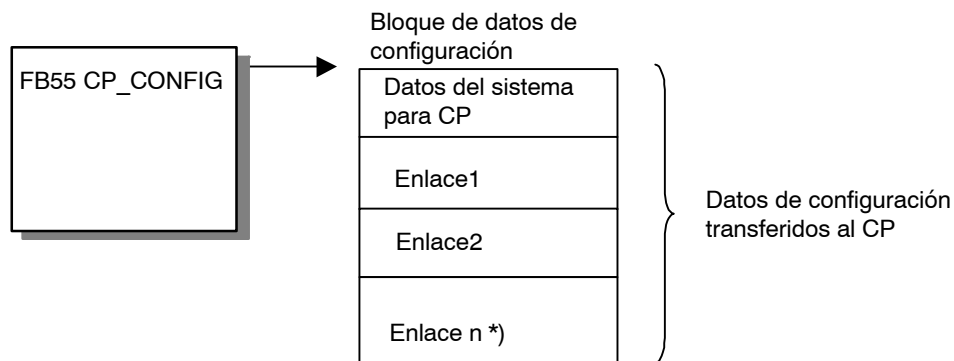 Bloque de datos de
configuración
FB55 CP_CONFIG
Datos del sistema
para CP
Enlace1
Enlace2
Enlace n *)
Datos de configuración
transferidos al CP